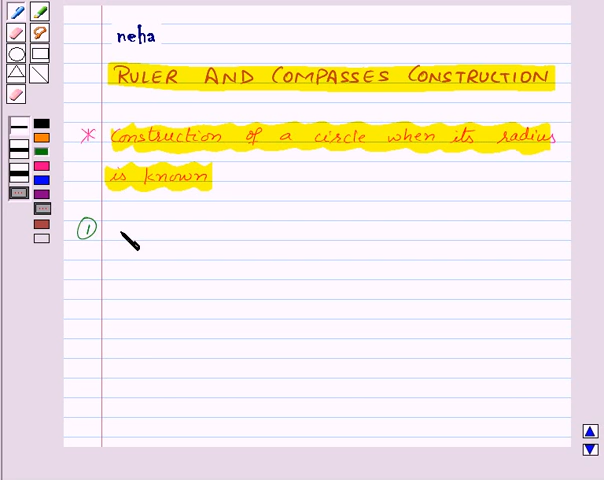 neha
RULER AND COMPASSES CONSTRUCTION
* Construction of a circle when its radius
is known
①